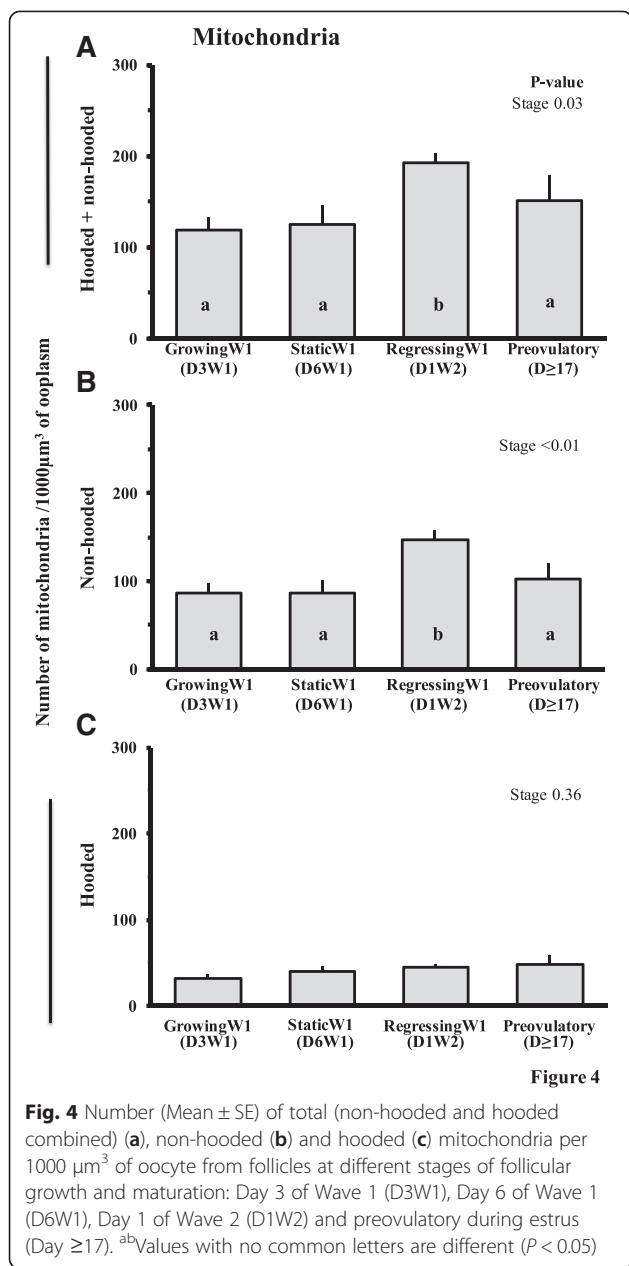 Mitochondria
A
300
200
100
0
Hooded + non-hooded
P-value
Stage 0.03
a
a
b
a
GrowingW1 StaticW1 RegressingW1 Preovulatory
(D3W1) (D6W1) (D1W2) (D≥17)
Number of mitochondria /1000µm³ of ooplasm
B
300
200
100
0
Non-hooded
Stage <0.01
a
a
b
a
GrowingW1 StaticW1 RegressingW1 Preovulatory
(D3W1) (D6W1) (D1W2) (D≥17)
C
300
200
100
0
Hooded
Stage 0.36
GrowingW1 StaticW1 RegressingW1 Preovulatory
(D3W1) (D6W1) (D1W2) (D≥17)
Figure 4
Fig. 4 Number (Mean ± SE) of total (non-hooded and hooded
combined) (a), non-hooded (b) and hooded (c) mitochondria per
1000 µm³ of oocyte from follicles at different stages of follicular
growth and maturation: Day 3 of Wave 1 (D3W1), Day 6 of Wave 1
(D6W1), Day 1 of Wave 2 (D1W2) and preovulatory during estrus
(Day ≥17). ᵃᵇValues with no common letters are different (P < 0.05)